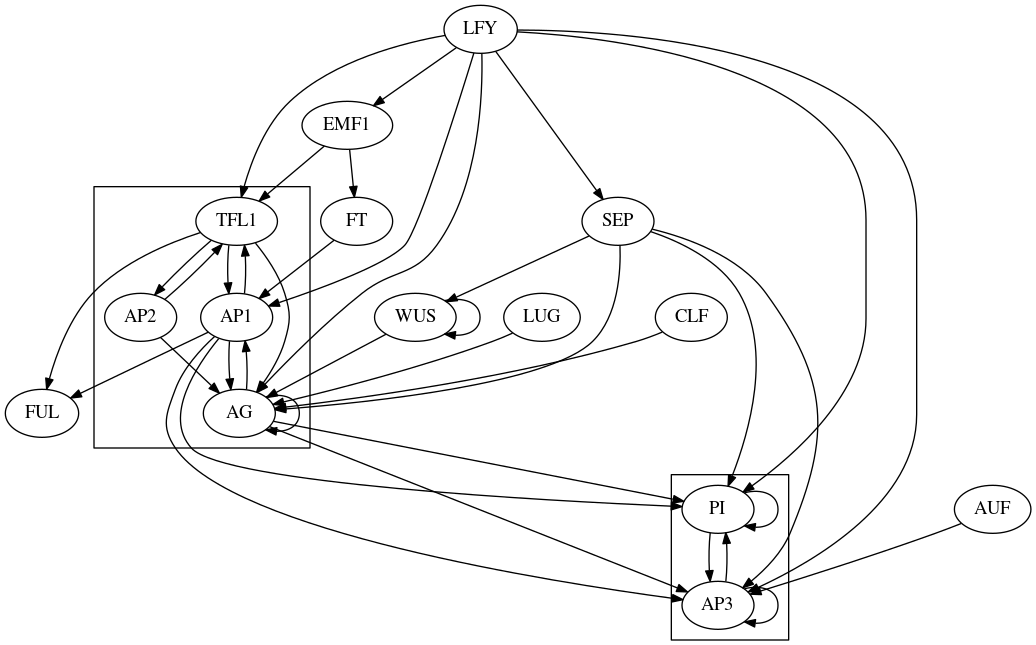 LFY
EMF1
TFL1
FT
SEP
AP2
AP1
WUS
LUG
CLF
FUL
AG
PI
AUF
AP3